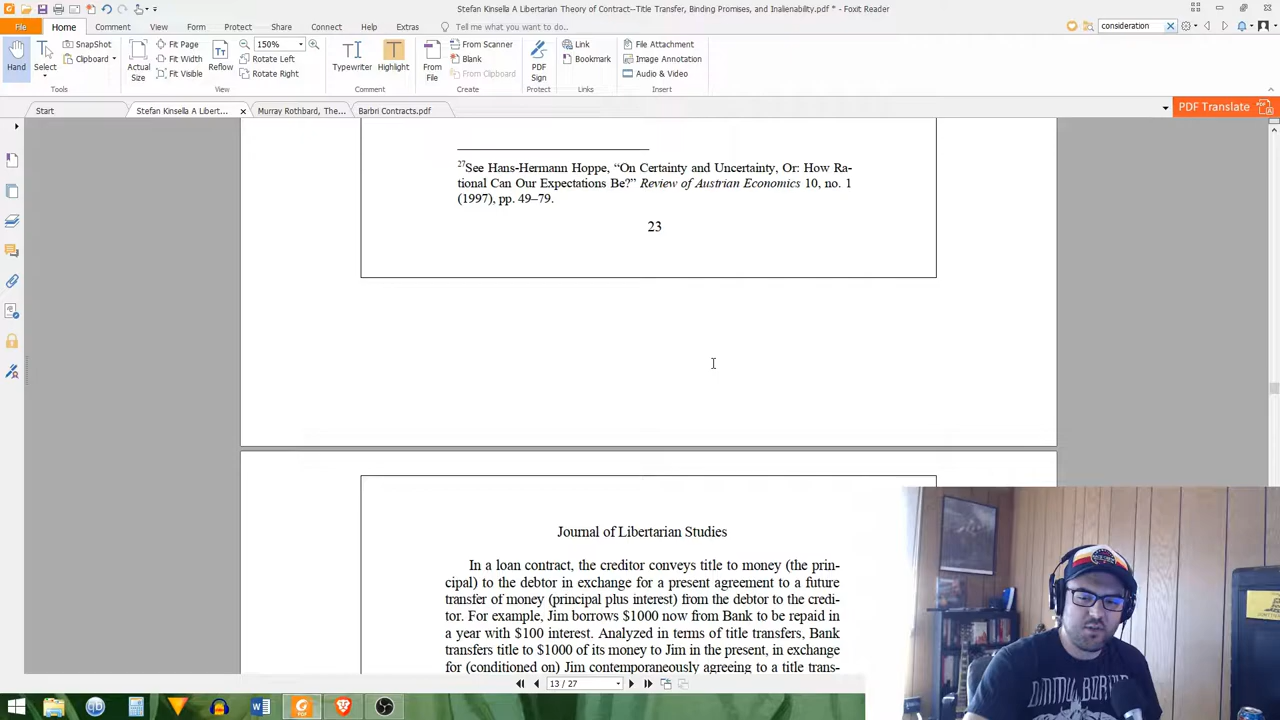 Stefan Kinsella A Libertarian Theory of Contract--Title Transfer, Binding Promises, and Inalienability.pdf * - Foxit Reader
File Home Comment View Form Protect Share Connect Help Extras Tell me what you want to do... consideration
Hand
Select
SnapShot
Clipboard
Tools
Actual
Size
Fit Page
Fit Width
Fit Visible
Reflow
150%
Rotate Left
Rotate Right
View
Typewriter
Highlight
Comment
From
File
From Scanner
Blank
From Clipboard
Create
PDF
Sign
Protect
Link
Bookmark
Links
File Attachment
Image Annotation
Audio & Video
Insert
Start Stefan Kinsella A Libert... Murray Rothbard, The... Barbri Contracts.pdf PDF Translate
27See Hans-Hermann Hoppe, “On Certainty and Uncertainty, Or: How Ra-
tional Can Our Expectations Be?” Review of Austrian Economics 10, no. 1
(1997), pp. 49–79.
23
Journal of Libertarian Studies
In a loan contract, the creditor conveys title to money (the prin-
cipal) to the debtor in exchange for a present agreement to a future
transfer of money (principal plus interest) from the debtor to the credi-
tor. For example, Jim borrows $1000 now from Bank to be repaid in
a year with $100 interest. Analyzed in terms of title transfers, Bank
transfers title to $1000 of its money to Jim in the present, in exchange
for (conditioned on) Jim contemporaneously agreeing to a title trans-
13 / 27